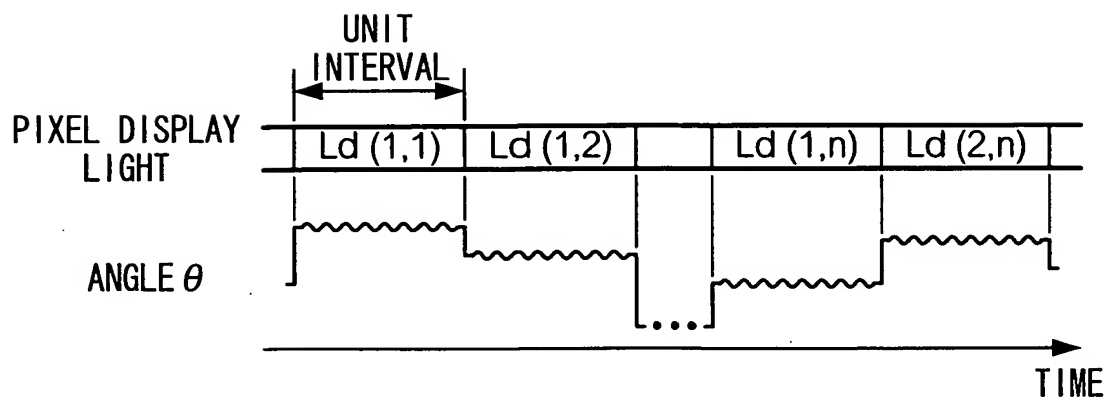 UNIT
INTERVAL
PIXEL DISPLAY
LIGHT
Ld (1,1) Ld (1,2) Ld (1,n) Ld (2,n)
ANGLE θ
•••
TIME